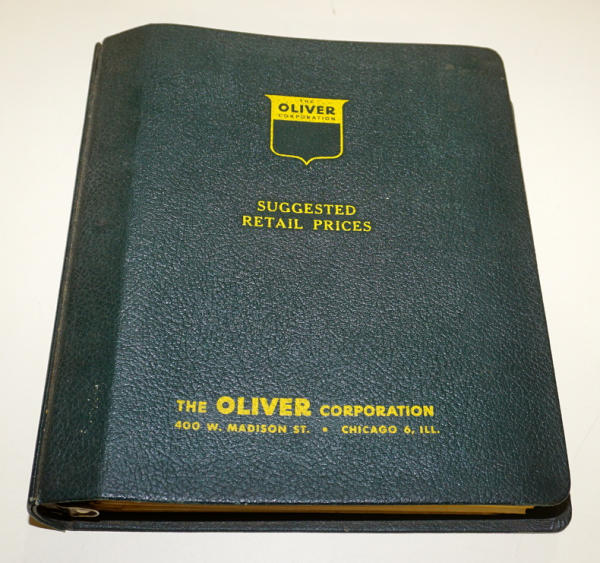 THE
OLIVER
CORPORATION
SUGGESTED
RETAIL PRICES
THE OLIVER CORPORATION
400 W. MADISON ST. • CHICAGO 6, ILL.